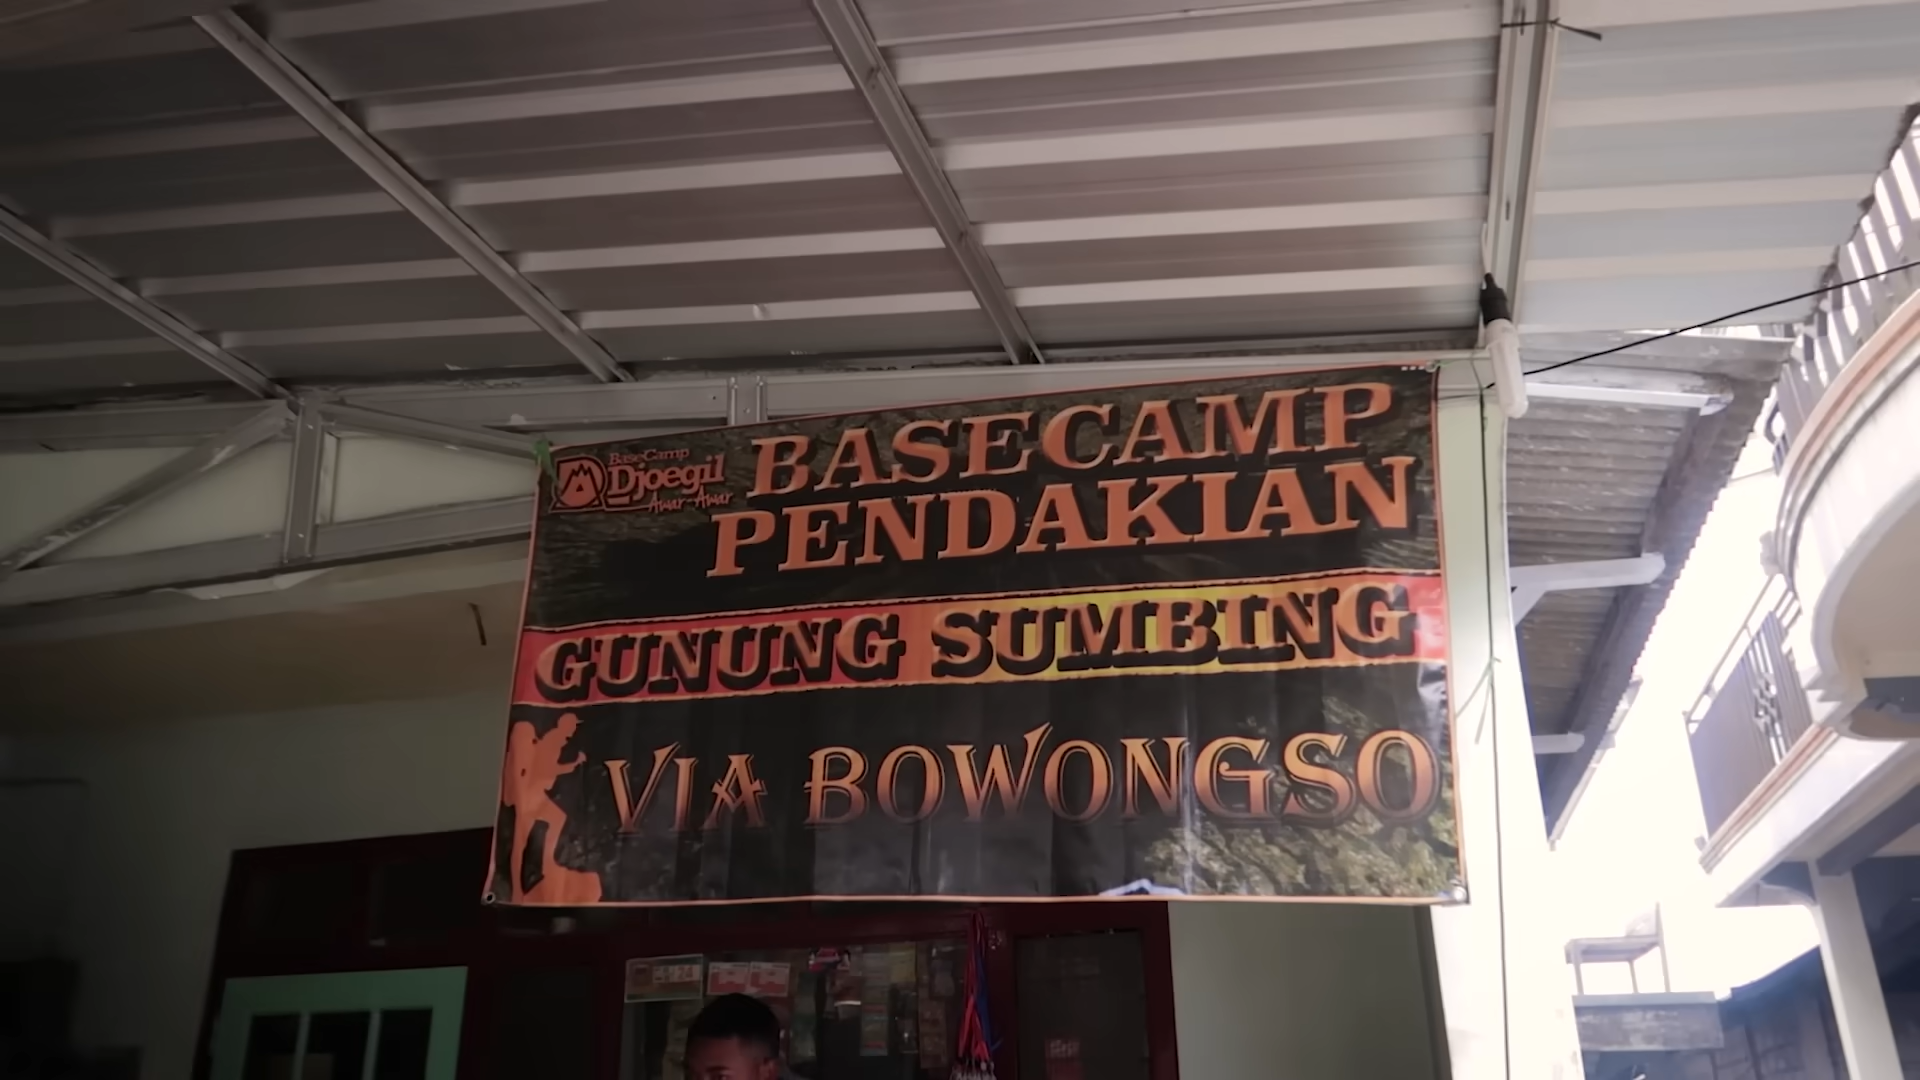 BaseCamp
Djoegil
Awar-Awar
BASECAMP
PENDAKIAN
GUNUNG SUMBING
VIA BOWONGSO